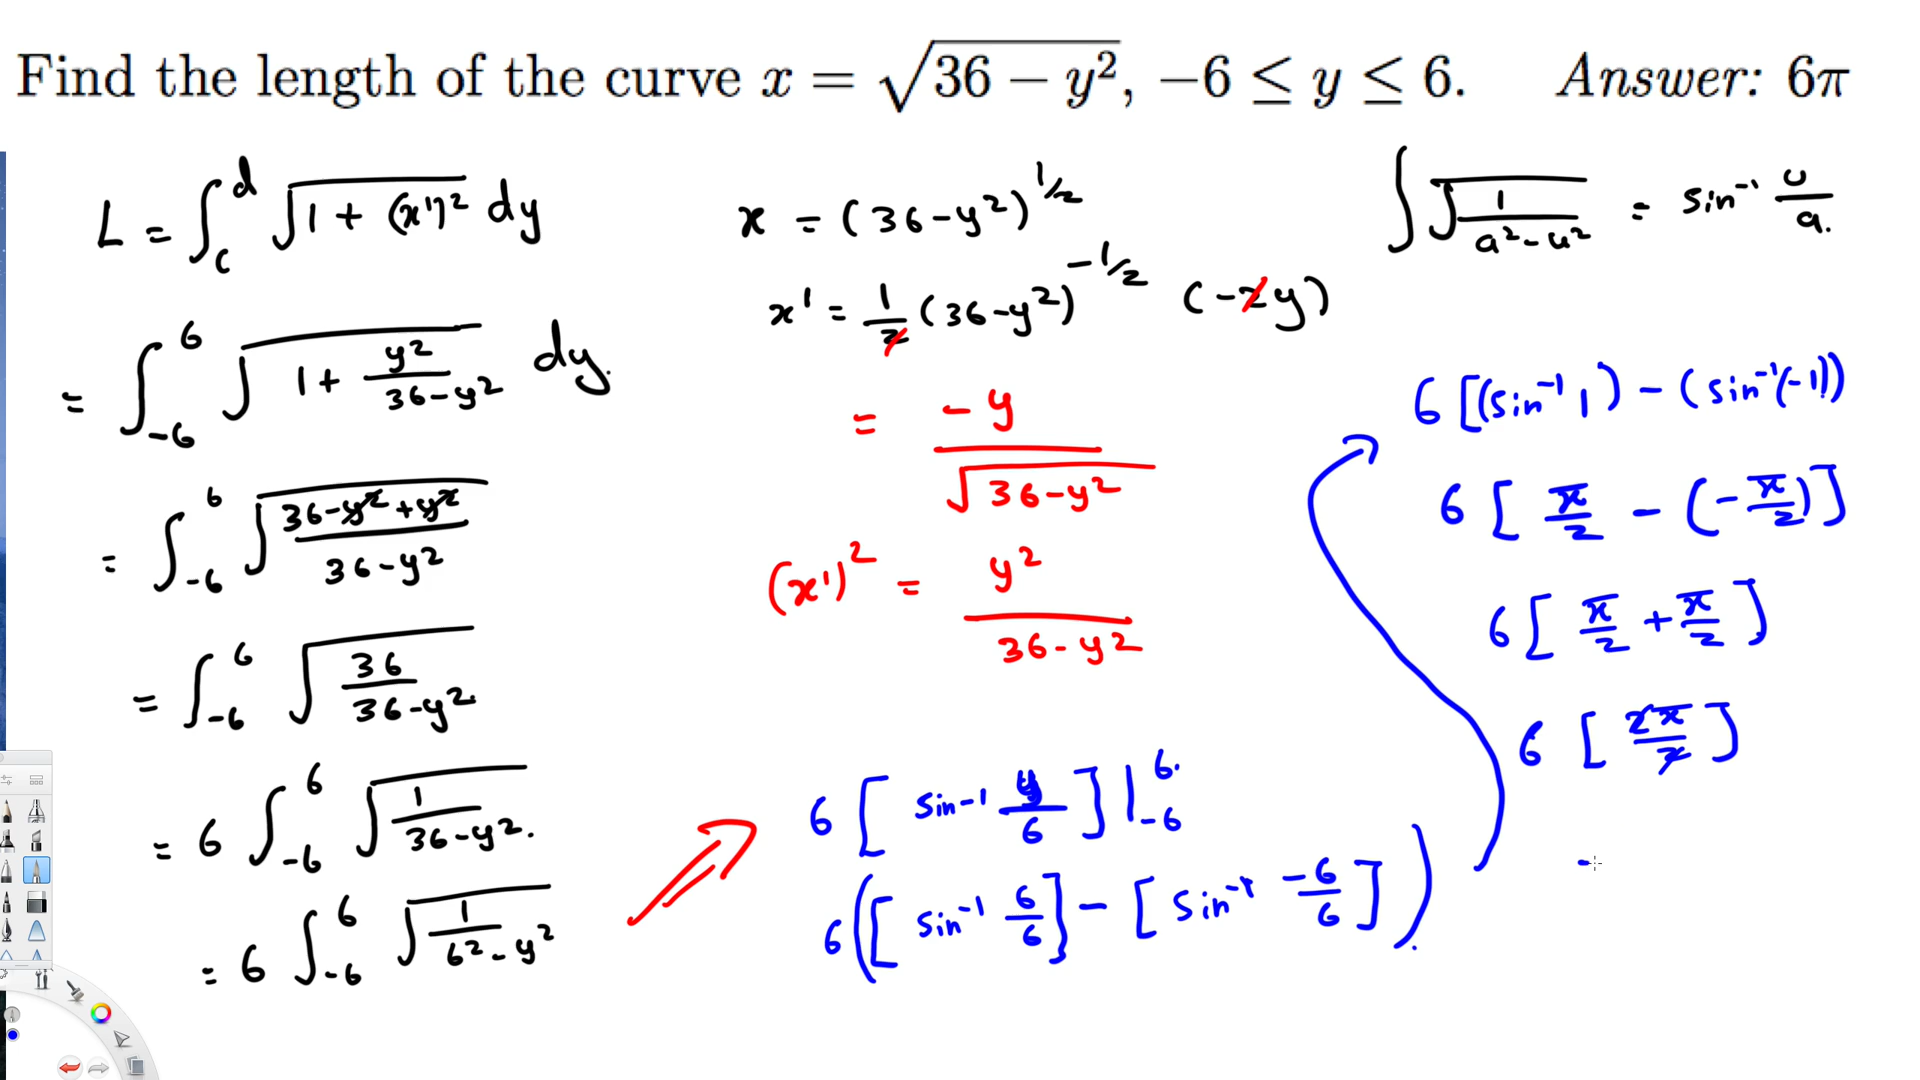 Find the length of the curve x = √(36 − y²), −6 ≤ y ≤ 6. Answer: 6π
L = ∫_c^d √(1 + (x')²) dy
= ∫_-6^6 √(1 + y²/(36-y²)) dy.
= ∫_-6^6 √((36-y²+y²)/(36-y²))
= ∫_-6^6 √(36/(36-y²))
= 6 ∫_-6^6 √(1/(36-y²)).
= 6 ∫_-6^6 √(1/(6²-y²))
x = (36-y²)^1/2
x' = 1/2 (36-y²)^-1/2 (-2y)
= -y/√(36-y²)
(x')² = y²/(36-y²)
6 [sin-1 y/6] |_-6^6.
6 ([sin⁻¹ 6/6] - [sin⁻¹ -6/6]).
∫ √(1/(a²-u²)) = sin⁻¹ u/a.
6 [(sin⁻¹ 1) - (sin⁻¹(-1))]
6 [π/2 - (-π/2)]
6 [π/2 + π/2]
6 [2π/2]